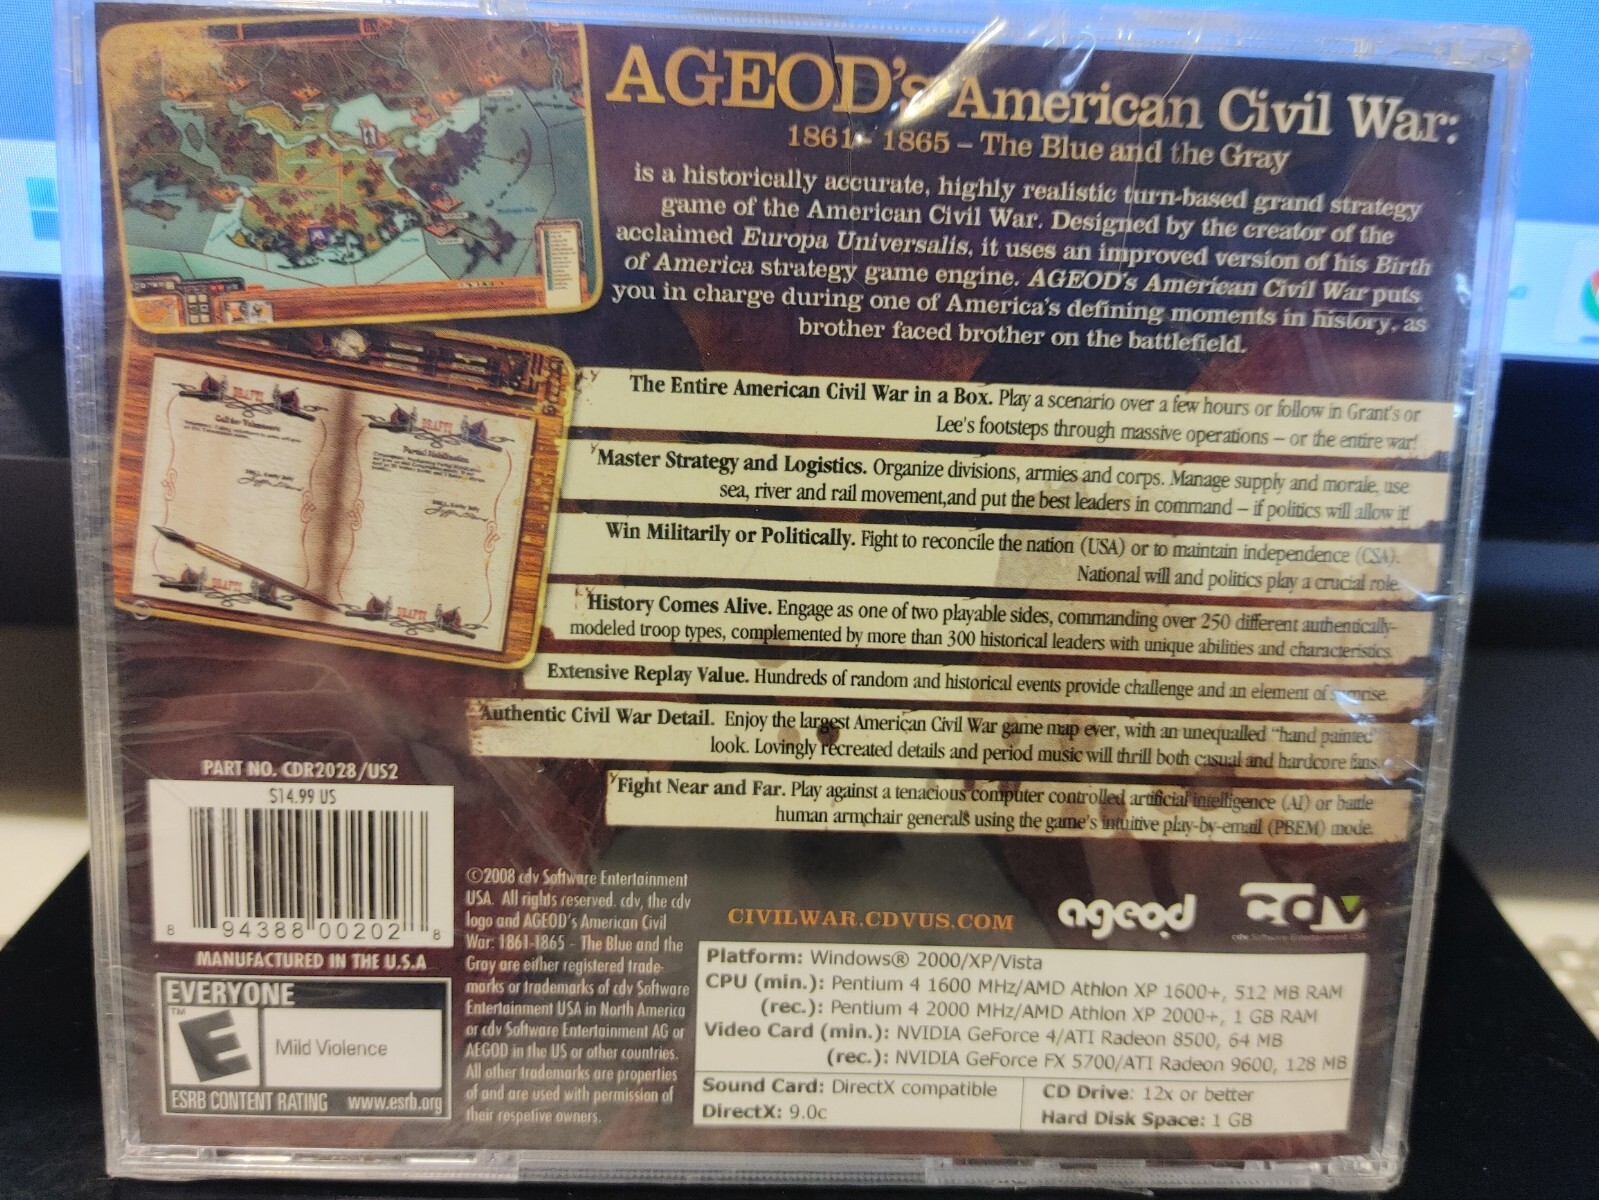 AGEOD's American Civil War:
1861 - 1865 – The Blue and the Gray
is a historically accurate, highly realistic turn-based grand strategy
game of the American Civil War. Designed by the creator of the
acclaimed Europa Universalis, it uses an improved version of his Birth
of America strategy game engine. AGEOD's American Civil War puts
you in charge during one of America's defining moments in history, as
brother faced brother on the battlefield.
DRAFT!
Call for Volunteers
DRAFT!
Partial Mobilization
DRAFT!
DRAFT!
The Entire American Civil War in a Box. Play a scenario over a few hours or follow in Grant's or
Lee's footsteps through massive operations – or the entire war!
Master Strategy and Logistics. Organize divisions, armies and corps. Manage supply and morale, use
sea, river and rail movement,and put the best leaders in command – if politics will allow it!
Win Militarily or Politically. Fight to reconcile the nation (USA) or to maintain independence (CSA).
National will and politics play a crucial role.
History Comes Alive. Engage as one of two playable sides, commanding over 250 different authentically-
modeled troop types, complemented by more than 300 historical leaders with unique abilities and characteristics.
Extensive Replay Value. Hundreds of random and historical events provide challenge and an element of surprise.
Authentic Civil War Detail. Enjoy the largest American Civil War game map ever, with an unequalled "hand painted"
look. Lovingly recreated details and period music will thrill both casual and hardcore fans.
Fight Near and Far. Play against a tenacious computer controlled artificial intelligence (AI) or battle
human armchair generals using the game's intuitive play-by-email (PBEM) mode.
PART NO. CDR2028/US2
$14.99 US
8 94388 00202 8
MANUFACTURED IN THE U.S.A
EVERYONE
E
TM
Mild Violence
ESRB CONTENT RATING www.esrb.org
©2008 cdv Software Entertainment
USA. All rights reserved. cdv, the cdv
logo and AGEOD's American Civil
War: 1861-1865 - The Blue and the
Gray are either registered trade-
marks or trademarks of cdv Software
Entertainment USA in North America
or cdv Software Entertainment AG or
AEGOD in the US or other countries.
All other trademarks are properties
of and are used with permission of
their respetive owners.
CIVILWAR.CDVUS.COM
ageod
cdv
cdv Software Entertainment USA
Platform: Windows® 2000/XP/Vista
CPU (min.): Pentium 4 1600 MHz/AMD Athlon XP 1600+, 512 MB RAM
(rec.): Pentium 4 2000 MHz/AMD Athlon XP 2000+, 1 GB RAM
Video Card (min.): NVIDIA GeForce 4/ATI Radeon 8500, 64 MB
(rec.): NVIDIA GeForce FX 5700/ATI Radeon 9600, 128 MB
Sound Card: DirectX compatible
DirectX: 9.0c
CD Drive: 12x or better
Hard Disk Space: 1 GB